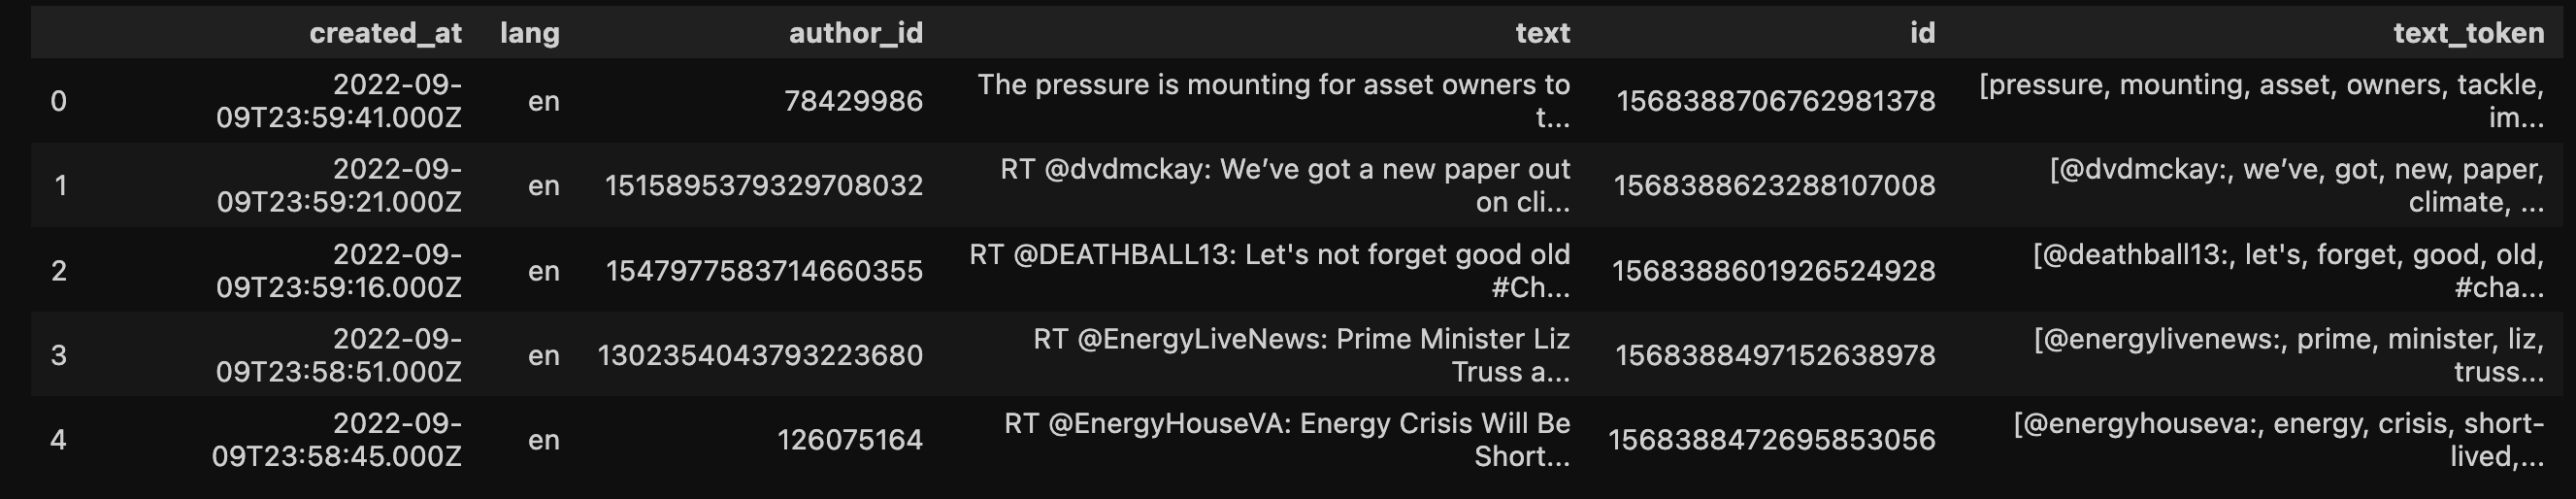 created_at lang author_id text id text_token
0 2022-09-09T23:59:41.000Z en 78429986 The pressure is mounting for asset owners to t... 1568388706762981378 [pressure, mounting, asset, owners, tackle, im...
1 2022-09-09T23:59:21.000Z en 1515895379329708032 RT @dvdmckay: We’ve got a new paper out on cli... 1568388623288107008 [@dvdmckay:, we’ve, got, new, paper, climate, ...
2 2022-09-09T23:59:16.000Z en 1547977583714660355 RT @DEATHBALL13: Let's not forget good old #Ch... 1568388601926524928 [@deathball13:, let's, forget, good, old, #cha...
3 2022-09-09T23:58:51.000Z en 1302354043793223680 RT @EnergyLiveNews: Prime Minister Liz Truss a... 1568388497152638978 [@energylivenews:, prime, minister, liz, truss...
4 2022-09-09T23:58:45.000Z en 126075164 RT @EnergyHouseVA: Energy Crisis Will Be Short... 1568388472695853056 [@energyhouseva:, energy, crisis, short-lived,...